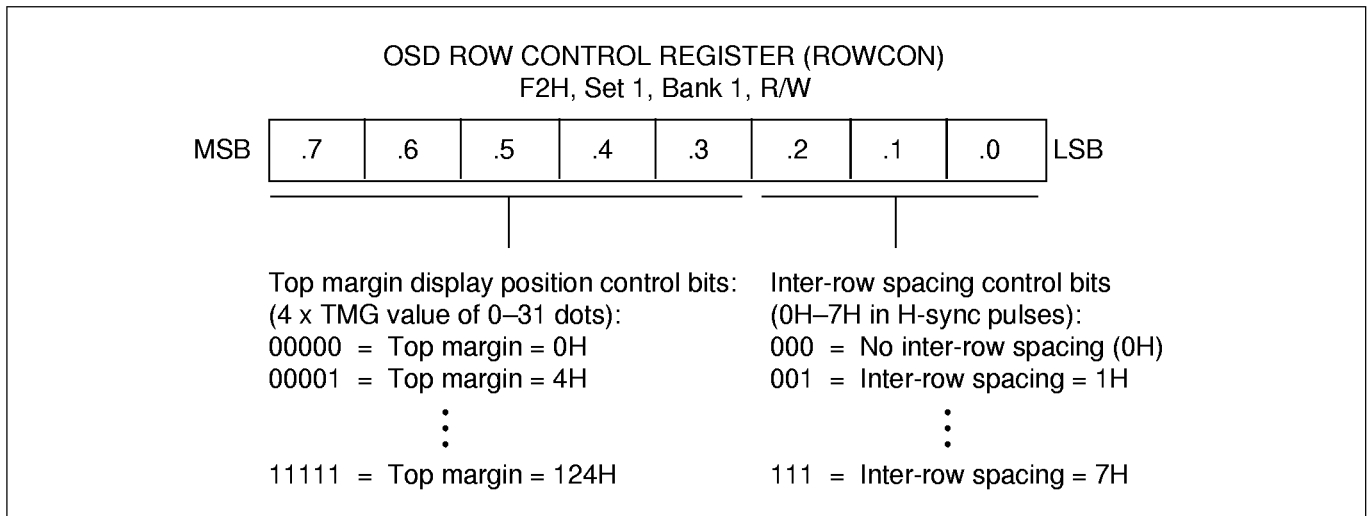 OSD ROW CONTROL REGISTER (ROWCON)
F2H, Set 1, Bank 1, R/W
MSB .7 .6 .5 .4 .3 .2 .1 .0 LSB
Top margin display position control bits:
(4 x TMG value of 0–31 dots):
00000 = Top margin = 0H
00001 = Top margin = 4H
11111 = Top margin = 124H
Inter-row spacing control bits
(0H–7H in H-sync pulses):
000 = No inter-row spacing (0H)
001 = Inter-row spacing = 1H
111 = Inter-row spacing = 7H